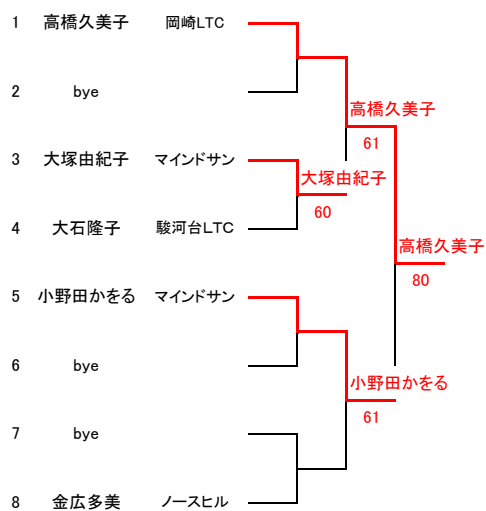 1 高橋久美子 岡崎LTC
2 bye
高橋久美子
61
3 大塚由紀子 マインドサン
大塚由紀子
60
4 大石隆子 駿河台LTC
高橋久美子
80
5 小野田かをる マインドサン
6 bye
小野田かをる
61
7 bye
8 金広多美 ノースヒル